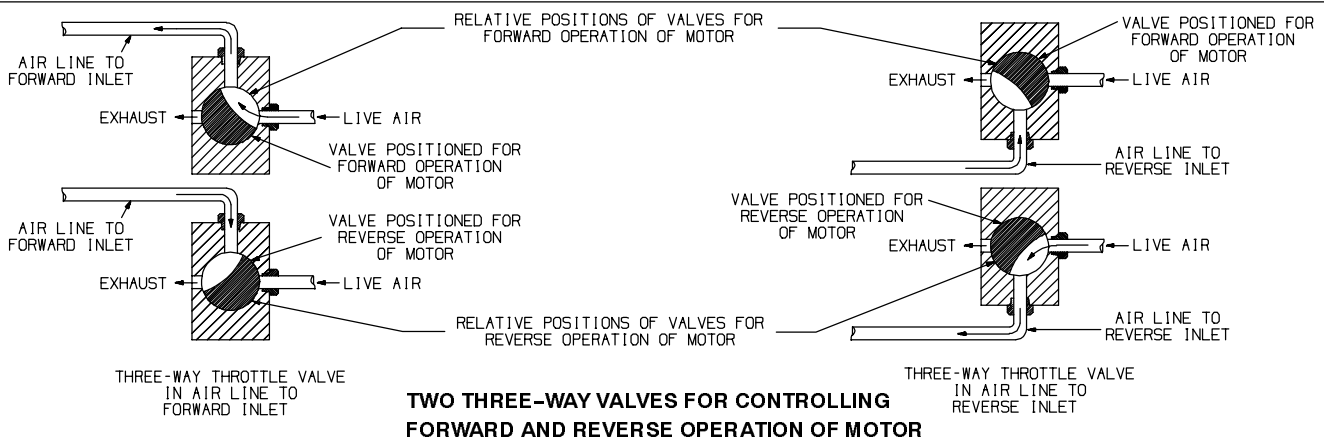 RELATIVE POSITIONS OF VALVES FOR
FORWARD OPERATION OF MOTOR
AIR LINE TO
FORWARD INLET
EXHAUST
LIVE AIR
VALVE POSITIONED FOR
FORWARD OPERATION
OF MOTOR
VALVE POSITIONED FOR
FORWARD OPERATION
OF MOTOR
EXHAUST
LIVE AIR
AIR LINE TO
REVERSE INLET
AIR LINE TO
FORWARD INLET
VALVE POSITIONED FOR
REVERSE OPERATION
OF MOTOR
EXHAUST
LIVE AIR
VALVE POSITIONED FOR
REVERSE OPERATION
OF MOTOR
EXHAUST
LIVE AIR
RELATIVE POSITIONS OF VALVES FOR
REVERSE OPERATION OF MOTOR
AIR LINE TO
REVERSE INLET
THREE-WAY THROTTLE VALVE
IN AIR LINE TO
FORWARD INLET
THREE-WAY THROTTLE VALVE
IN AIR LINE TO
REVERSE INLET
TWO THREE–WAY VALVES FOR CONTROLLING
FORWARD AND REVERSE OPERATION OF MOTOR